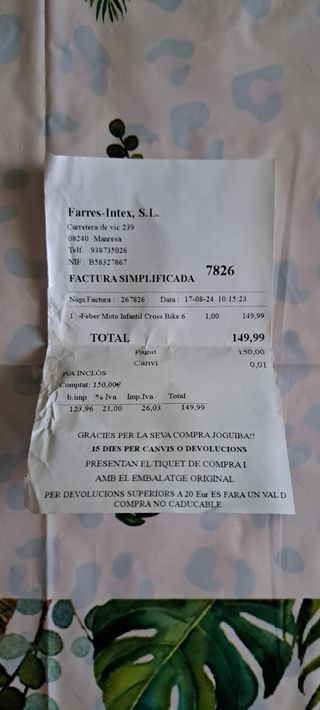 Farres-Intex, S.L.
Carretera de vic 239
08240 Manresa
Telf. 938735026
NIF : B58327867
FACTURA SIMPLIFICADA 7826
Núm.Factura : 267826 Data : 17-08-24 10:15:23
1 -Feber Moto Infantil Cross Bike 6 1,00 149,99
TOTAL 149,99
Pagat 150,00
Canvi 0,01
IVA INCLÒS
Comptat: 150,00€
b.imp % Iva Imp.Iva Total
123,96 21,00 26,03 149,99
GRACIES PER LA SEVA COMPRA JOGUIBA!!
15 DIES PER CANVIS O DEVOLUCIONS
PRESENTAN EL TIQUET DE COMPRA I
AMB EL EMBALATGE ORIGINAL
PER DEVOLUCIONS SUPERIORS A 20 Eur ES FARA UN VAL D
COMPRA NO CADUCABLE